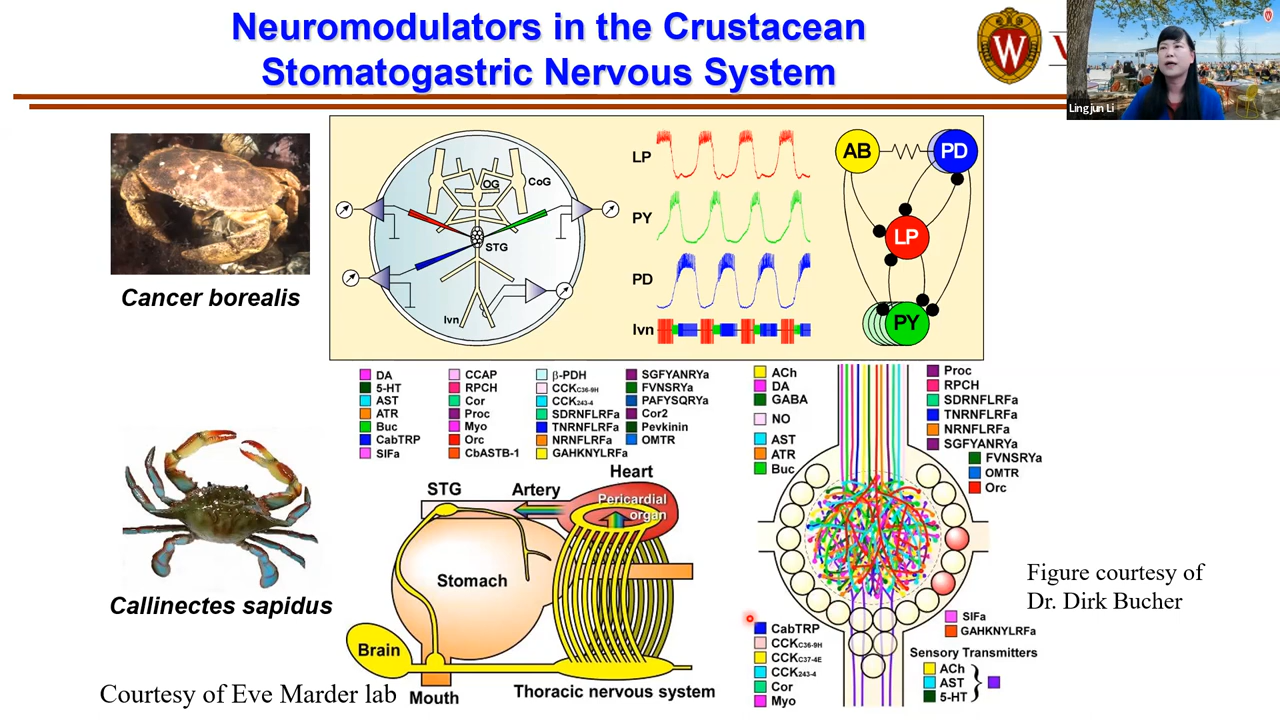 Neuromodulators in the Crustacean
Stomatogastric Nervous System
W
Lingjun Li
Cancer borealis
OG
CoG
STG
lvn
LP
PY
PD
lvn
AB
PD
LP
PY
DA
5-HT
AST
ATR
Buc
CabTRP
SIFa
CCAP
RPCH
Cor
Proc
Myo
Orc
CbASTB-1
β-PDH
CCKC36-9H
CCK243-4
SDRNFLRFa
TNRNFLRFa
NRNFLRFa
GAHKNYLRFa
SGFYANRYa
FVNSRYa
PAFYSQRYa
Cor2
Pevkinin
OMTR
ACh
DA
GABA
NO
AST
ATR
Buc
Proc
RPCH
SDRNFLRFa
TNRNFLRFa
NRNFLRFa
SGFYANRYa
FVNSRYa
OMTR
Orc
Callinectes sapidus
STG
Artery
Heart
Pericardial
organ
Stomach
Brain
Mouth
Thoracic nervous system
Courtesy of Eve Marder lab
CabTRP
CCKC36-9H
CCKC37-4E
CCK243-4
Cor
Myo
SIFa
GAHKNYLRFa
Sensory Transmitters
ACh
AST
5-HT
Figure courtesy of
Dr. Dirk Bucher